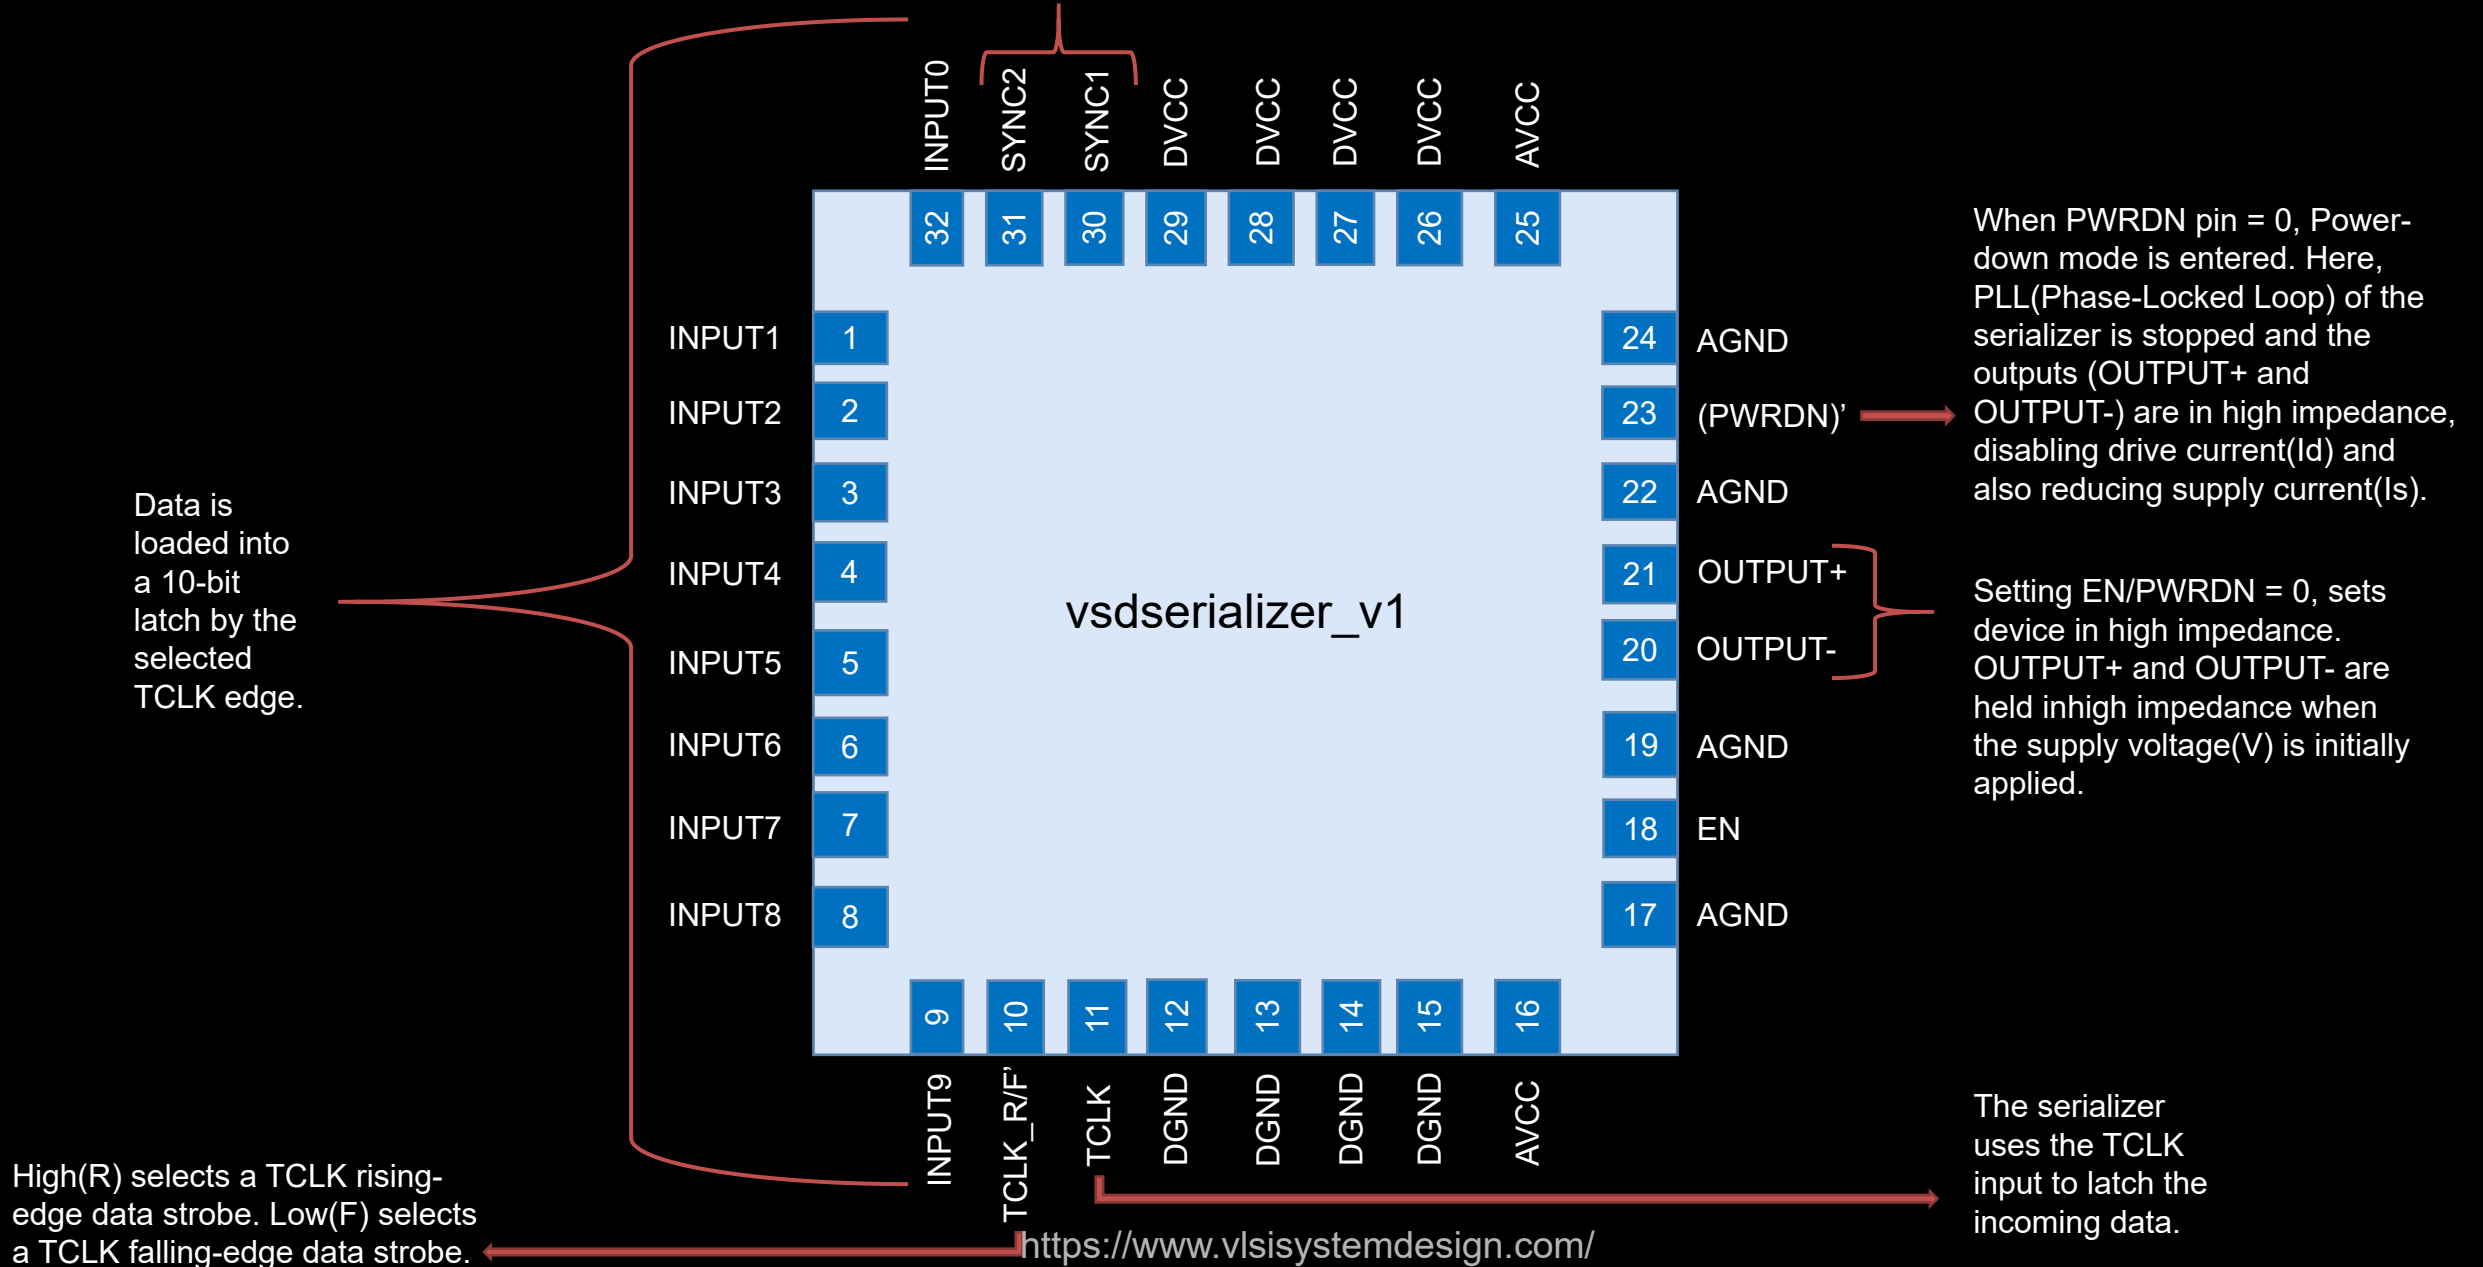 INPUT0
SYNC2
SYNC1
DVCC
DVCC
DVCC
DVCC
AVCC
32
31
30
29
28
27
26
25
INPUT1
INPUT2
INPUT3
INPUT4
INPUT5
INPUT6
INPUT7
INPUT8
1
2
3
4
5
6
7
8
Data is
loaded into
a 10-bit
latch by the
selected
TCLK edge.
vsdserializer_v1
24
23
22
21
20
19
18
17
AGND
(PWRDN)’
AGND
OUTPUT+
OUTPUT-
AGND
EN
AGND
When PWRDN pin = 0, Power-
down mode is entered. Here,
PLL(Phase-Locked Loop) of the
serializer is stopped and the
outputs (OUTPUT+ and
OUTPUT-) are in high impedance,
disabling drive current(Id) and
also reducing supply current(Is).
Setting EN/PWRDN = 0, sets
device in high impedance.
OUTPUT+ and OUTPUT- are
held inhigh impedance when
the supply voltage(V) is initially
applied.
9
10
11
12
13
14
15
16
INPUT9
TCLK_R/F’
TCLK
DGND
DGND
DGND
DGND
AVCC
High(R) selects a TCLK rising-
edge data strobe. Low(F) selects
a TCLK falling-edge data strobe.
The serializer
uses the TCLK
input to latch the
incoming data.
https://www.vlsisystemdesign.com/